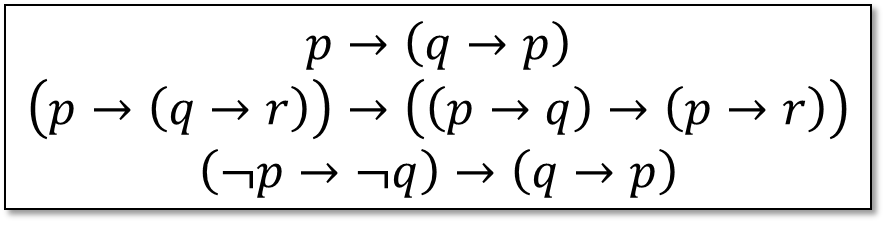 𝑝 → (𝑞 → 𝑝)
(𝑝 → (𝑞 → 𝑟)) → ((𝑝 → 𝑞) → (𝑝 → 𝑟))
(¬𝑝 → ¬𝑞) → (𝑞 → 𝑝)